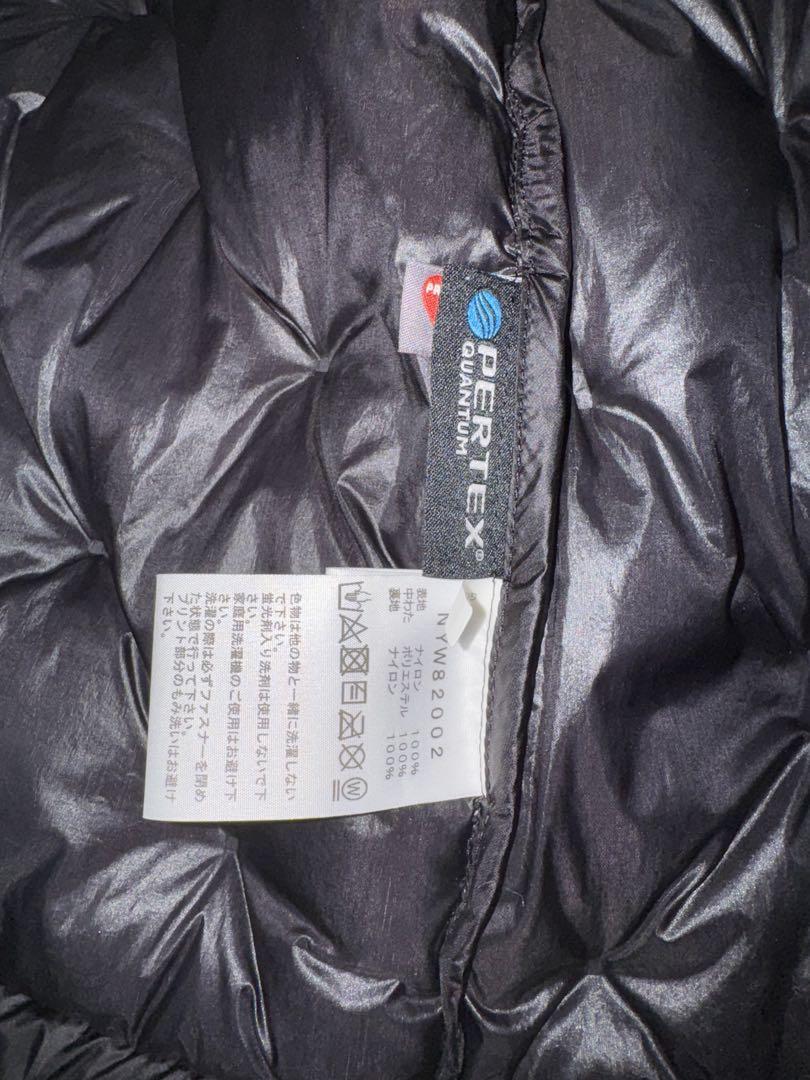 PERTEX®
QUANTUM
NYW82002
表地 ナイロン 100%
中わた ポリエステル 100%
裏地 ナイロン 100%
W
色物は他の物と一緒に洗濯しない
で下さい。
蛍光剤入り洗剤は使用しないで下
さい。
家庭用洗濯機のご使用はお避け下
さい。
洗濯の際は必ずファスナーを閉め
た状態で行って下さい。
プリント部分のもみ洗いはお避け
下さい。